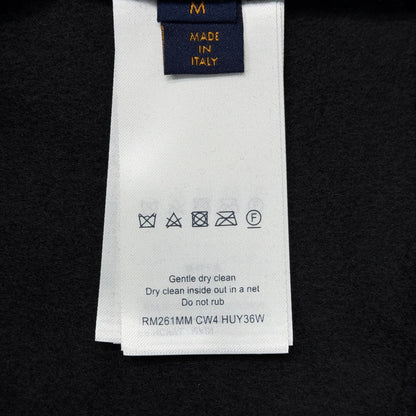 M
MADE
IN
ITALY
F
Gentle dry clean
Dry clean inside out in a net
Do not rub
RM261MM CW4 HUY36W